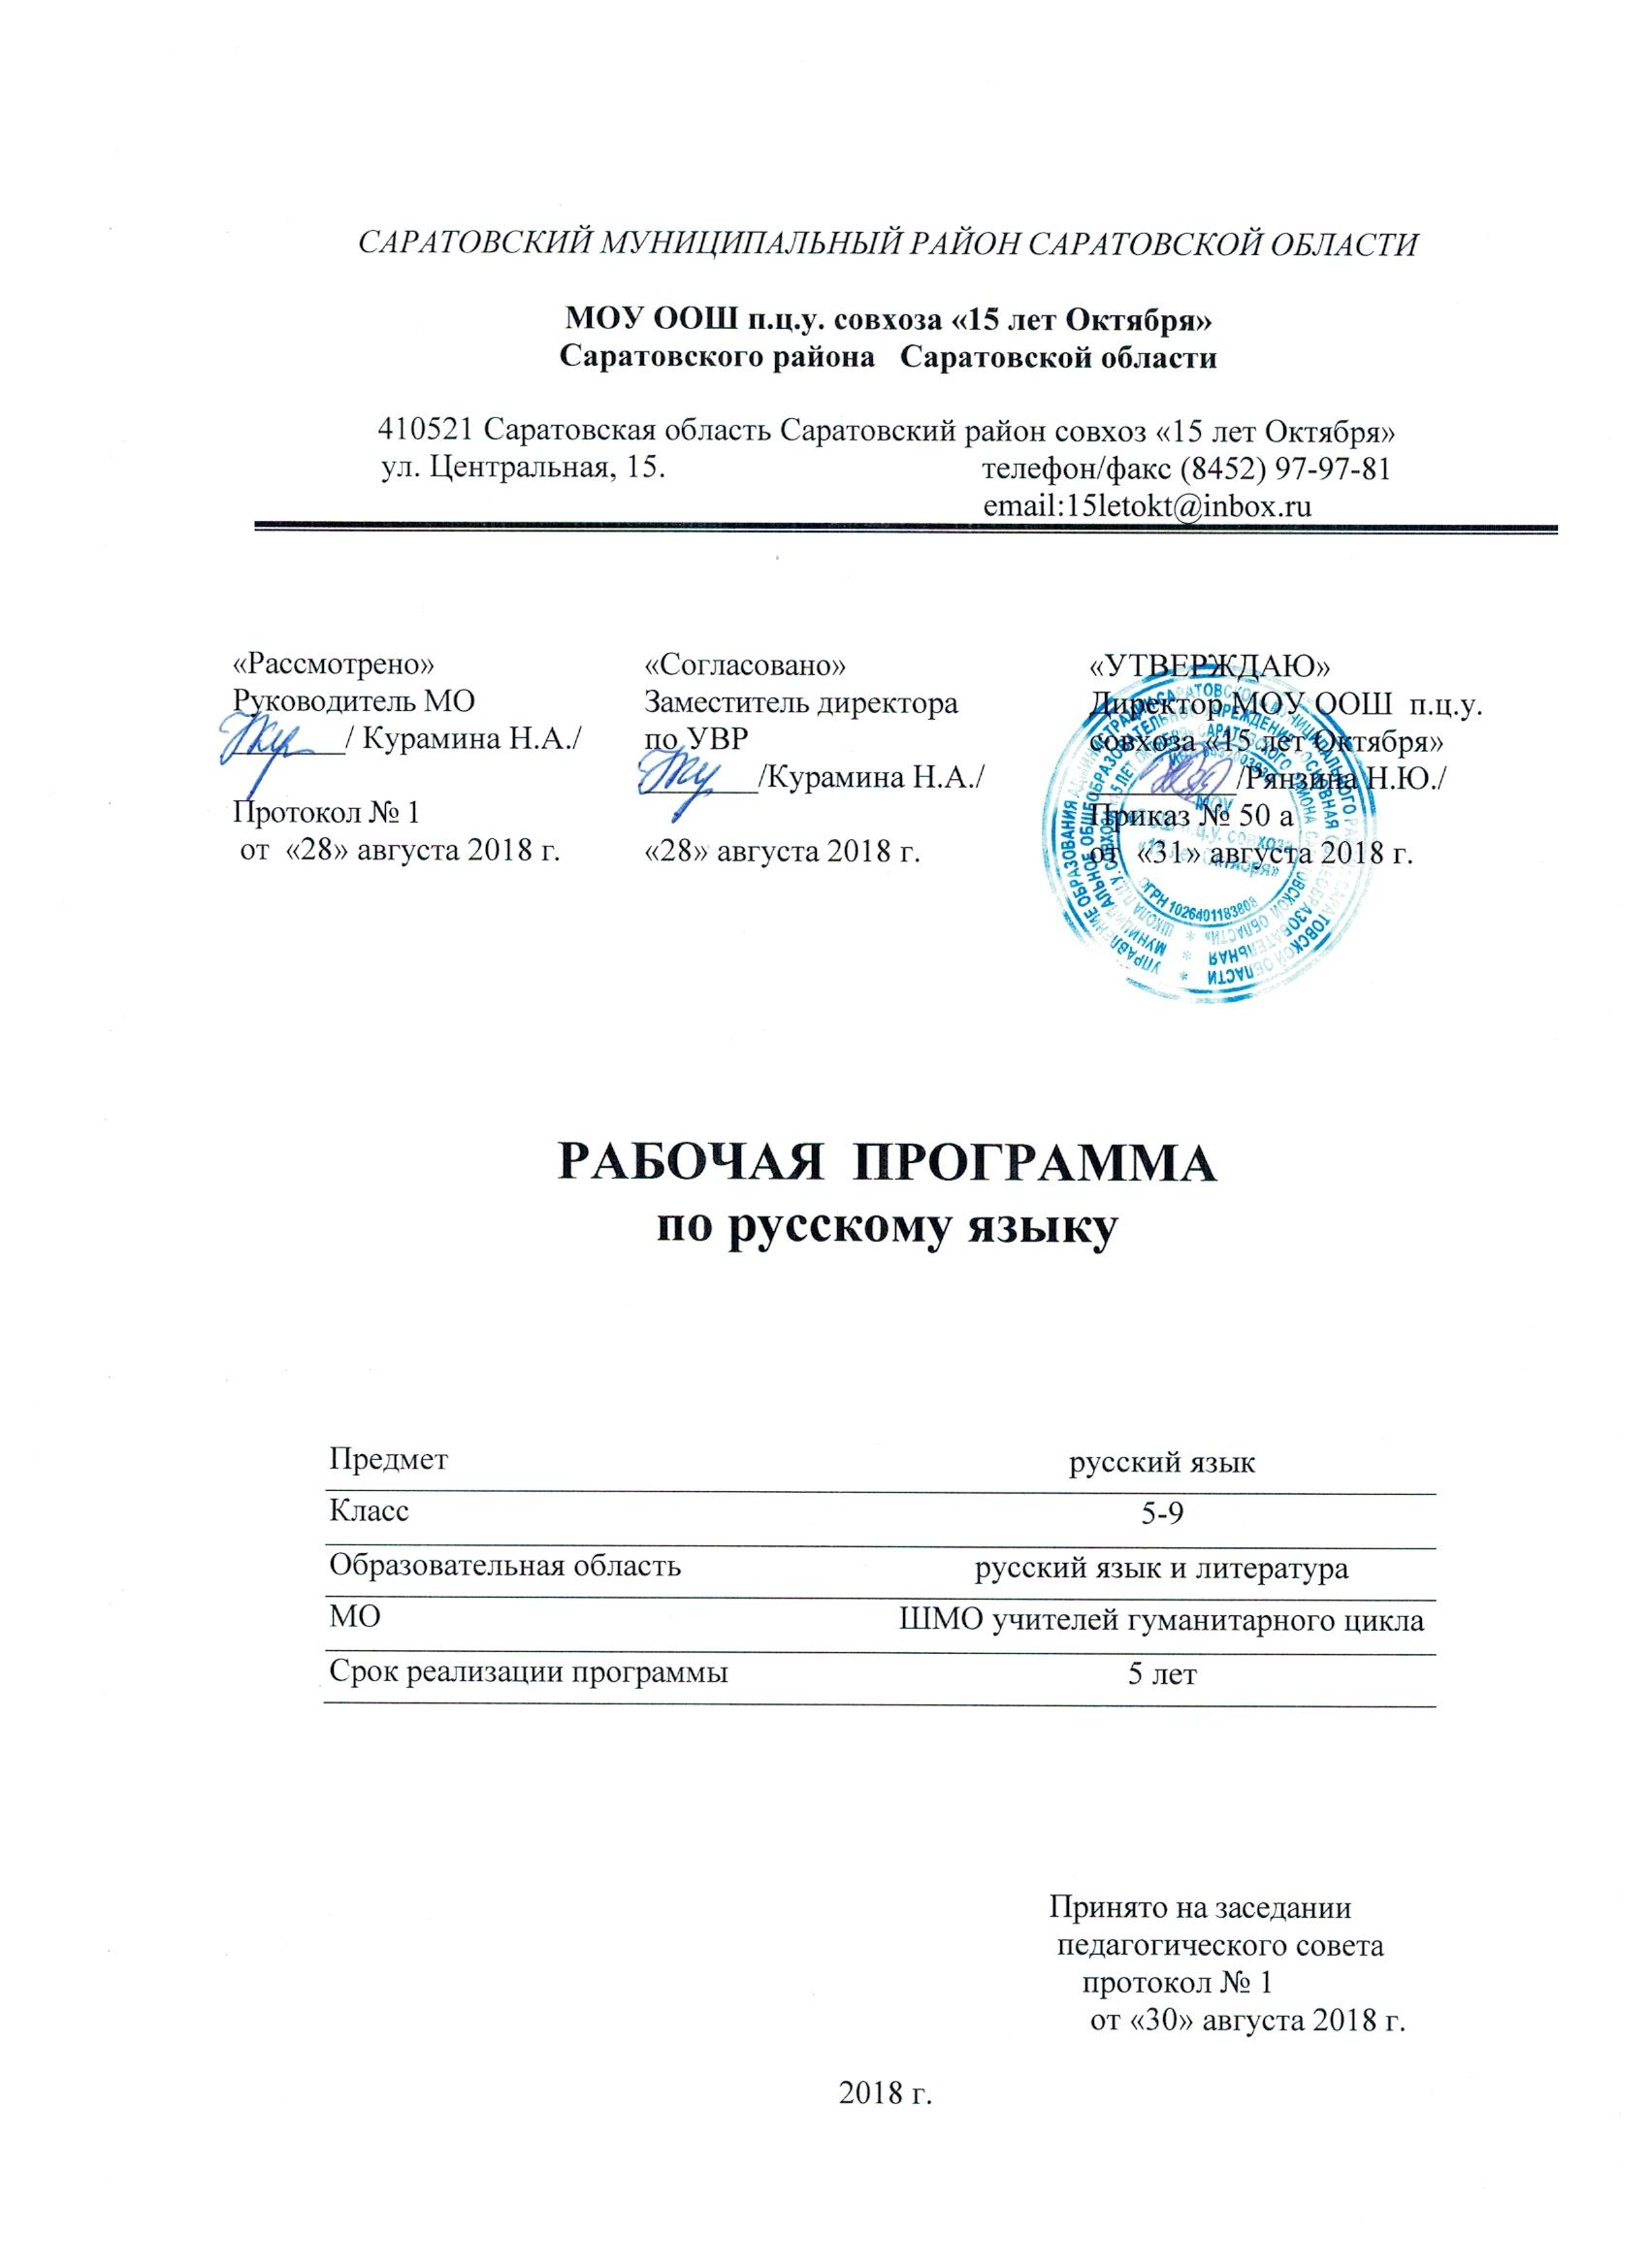 САРАТОВСКИЙ МУНИЦИПАЛЬНЫЙ РАЙОН САРАТОВСКОЙ ОБЛАСТИ
МОУ ООШ п.ц.у. совхоза «15 лет Октября»
Саратовского района Саратовской области
410521 Саратовская область Саратовский район совхоз «15 лет Октября»
ул. Центральная, 15. телефон/факс (8452) 97-97-81
email:15letokt@inbox.ru
«Рассмотрено»
Руководитель МО
/ Курамина Н.А./
Протокол № 1
от «28» августа 2018 г.
«Согласовано»
Заместитель директора
по УВР
/Курамина Н.А./
«28» августа 2018 г.
«УТВЕРЖДАЮ»
Директор МОУ ООШ п.ц.у.
совхоза «15 лет Октября»
/Рянзина Н.Ю./
Приказ № 50 а
от «31» августа 2018 г.
МОУ
ОГРН 1026401183808
РАБОЧАЯ ПРОГРАММА
по русскому языку
Предмет русский язык
Класс 5-9
Образовательная область русский язык и литература
МО ШМО учителей гуманитарного цикла
Срок реализации программы 5 лет
Принято на заседании
педагогического совета
протокол № 1
от «30» августа 2018 г.
2018 г.